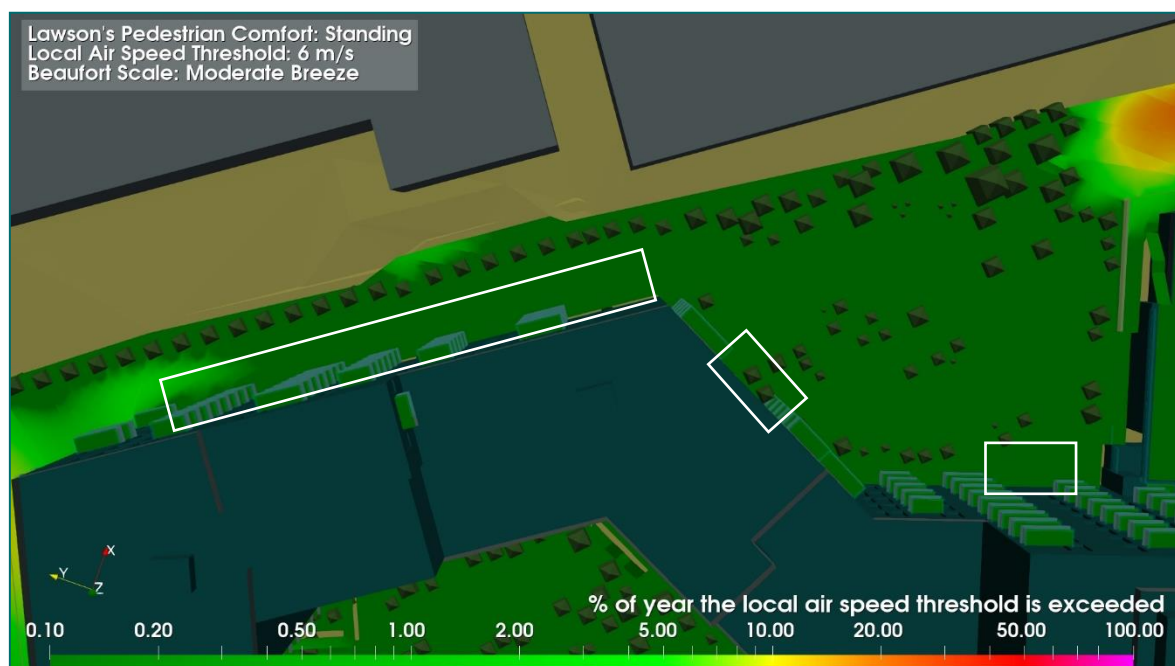 Lawson's Pedestrian Comfort: Standing
Local Air Speed Threshold: 6 m/s
Beaufort Scale: Moderate Breeze
X
Y
Z
% of year the local air speed threshold is exceeded
0.10 0.20 0.50 1.00 2.00 5.00 10.00 20.00 50.00 100.00